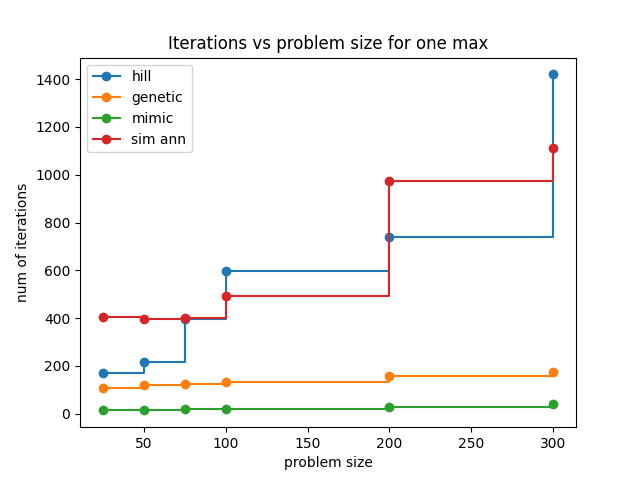 Iterations vs problem size for one max
hill
genetic
mimic
sim ann
num of iterations
1400
1200
1000
800
600
400
200
0
50 100 150 200 250 300
problem size